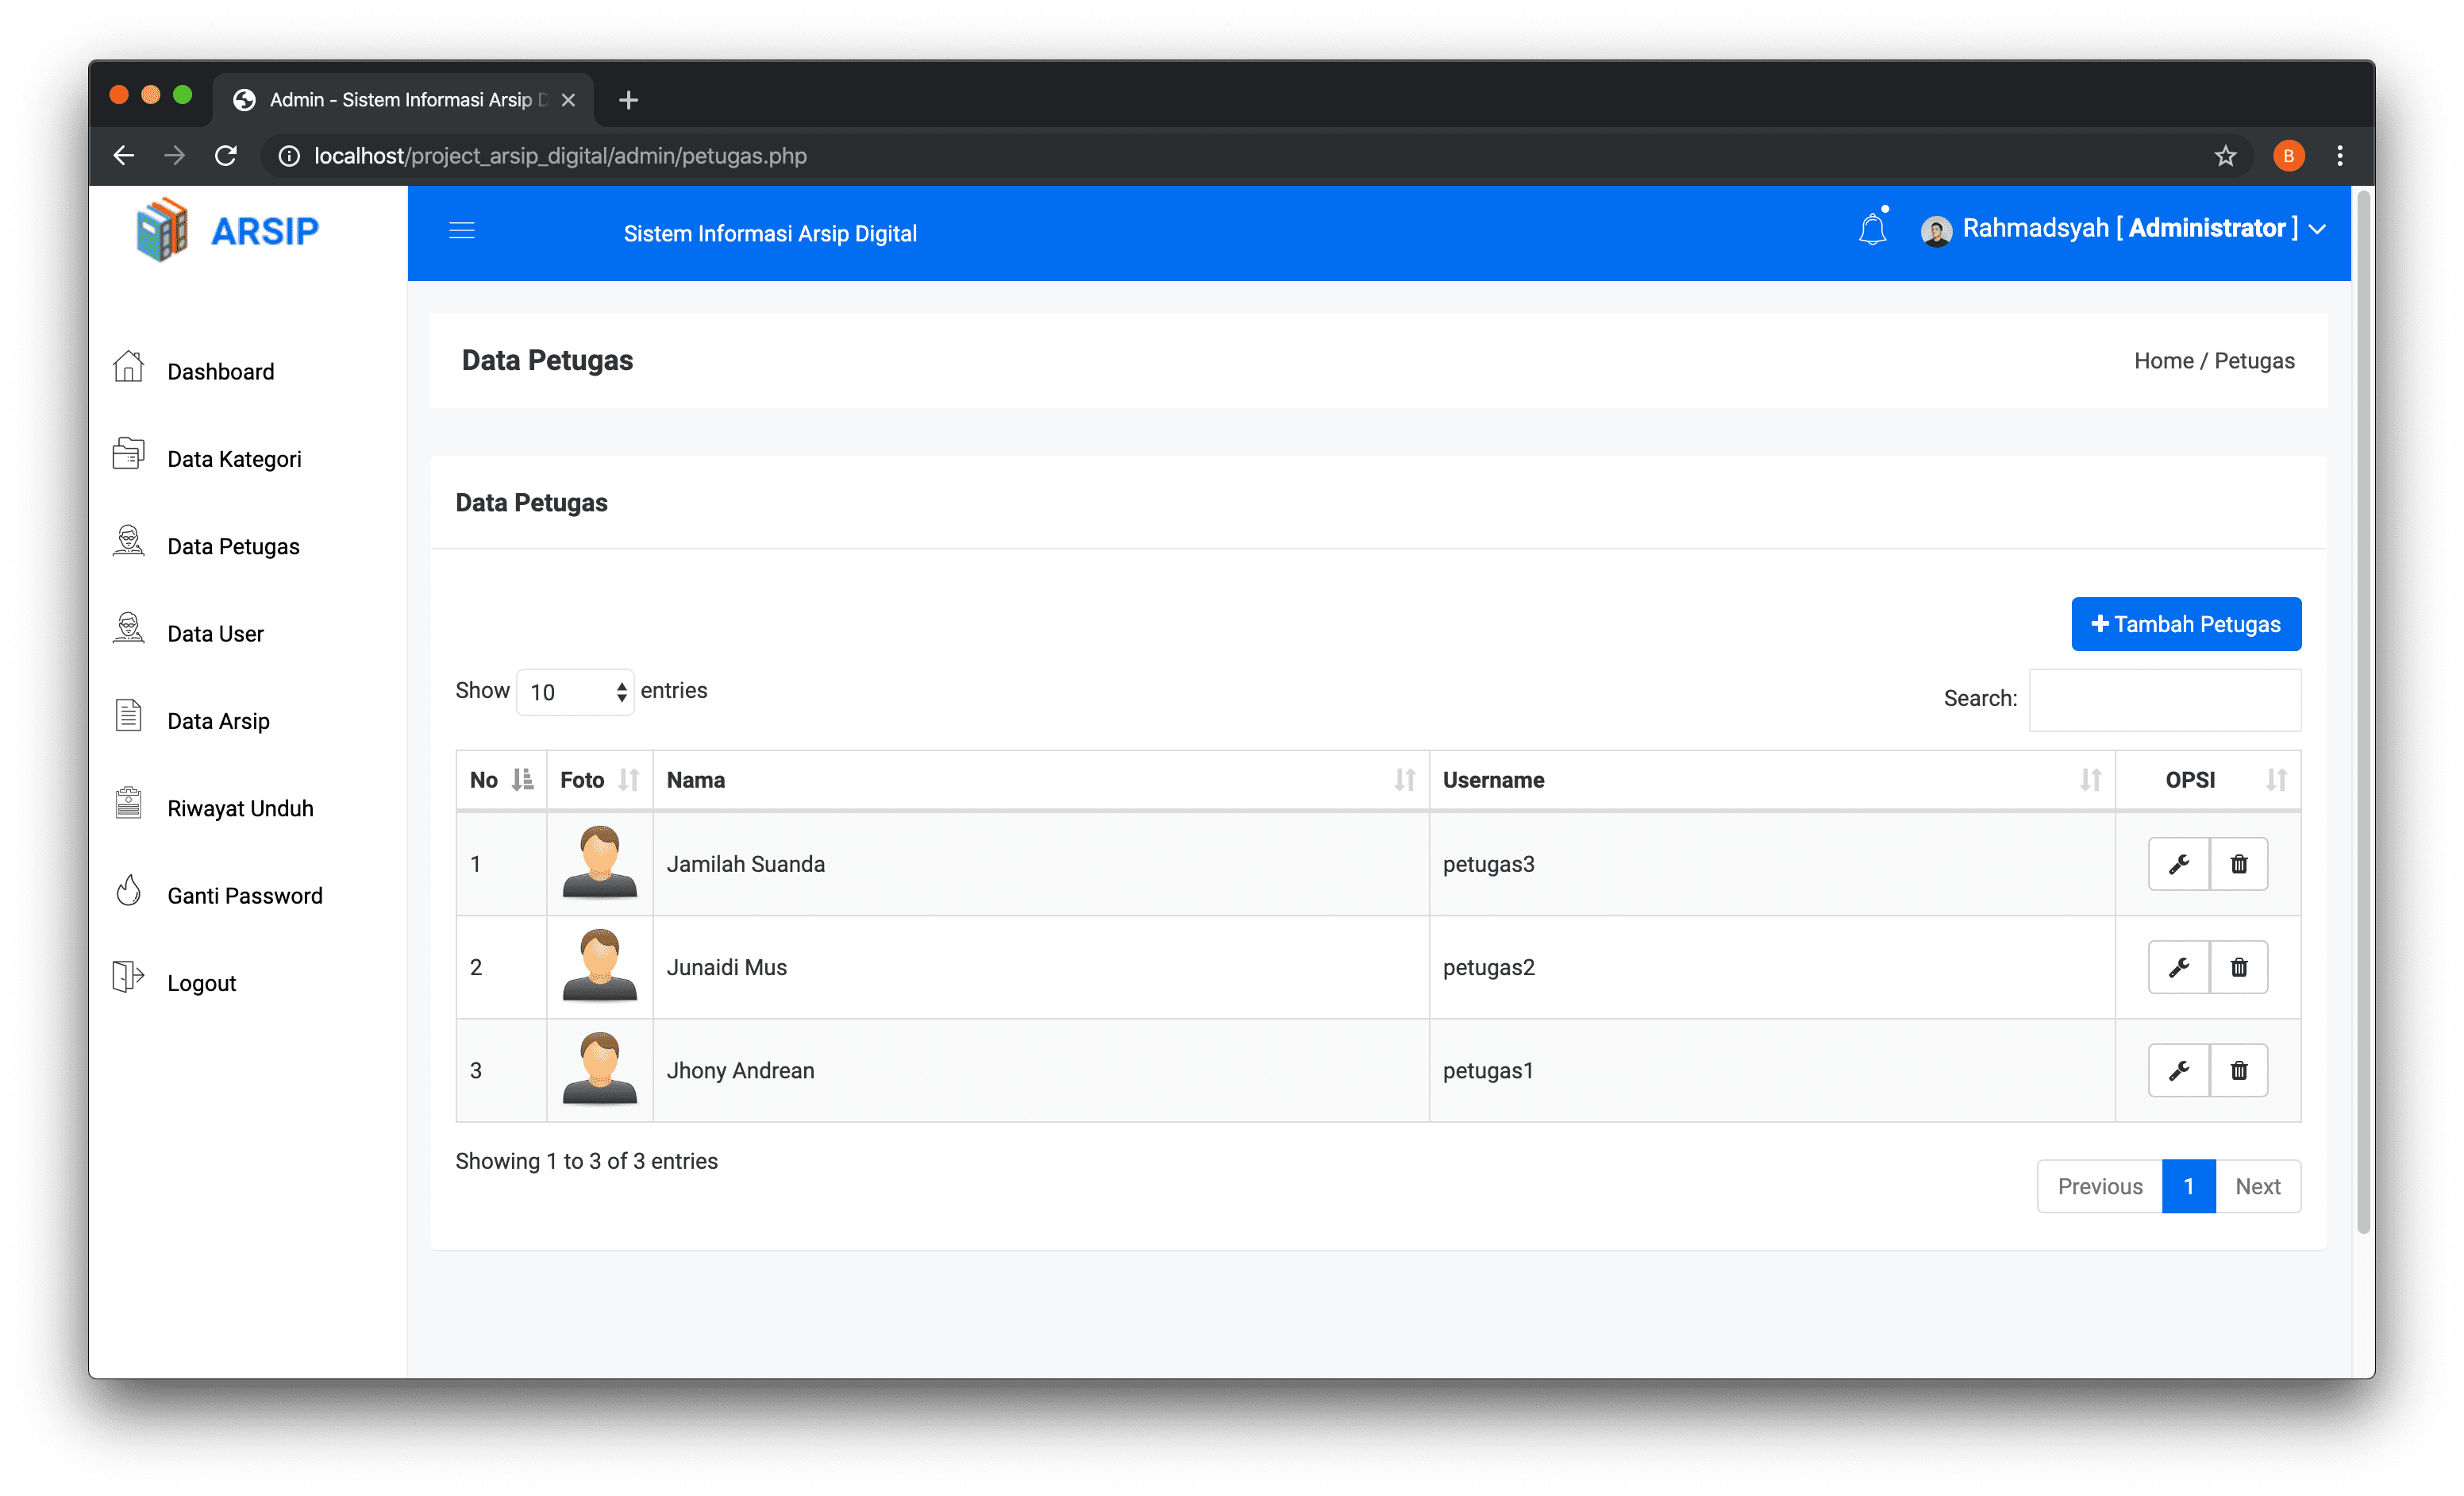 Admin - Sistem Informasi Arsip D
localhost/project_arsip_digital/admin/petugas.php
B
ARSIP
Sistem Informasi Arsip Digital
Rahmadsyah [ Administrator ]
Dashboard
Data Kategori
Data Petugas
Data User
Data Arsip
Riwayat Unduh
Ganti Password
Logout
Data Petugas
Home / Petugas
Data Petugas
Tambah Petugas
Show 10 entries
Search:
No Foto Nama Username OPSI
1 Jamilah Suanda petugas3
2 Junaidi Mus petugas2
3 Jhony Andrean petugas1
Showing 1 to 3 of 3 entries
Previous 1 Next